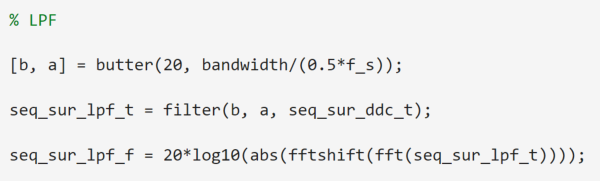 % LPF
[b, a] = butter(20, bandwidth/(0.5*f_s));
seq_sur_lpf_t = filter(b, a, seq_sur_ddc_t);
seq_sur_lpf_f = 20*log10(abs(fftshift(fft(seq_sur_lpf_t))));